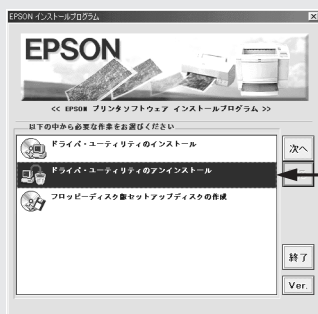 EPSON インストールプログラム
EPSON
<< EPSON プリンタソフトウェア インストールプログラム >>
以下の中から必要な作業をお選びください
ドライバ・ユーティリティのインストール
ドライバ・ユーティリティのアンインストール
フロッピーディスク版セットアップディスクの作成
次へ
終了
Ver.